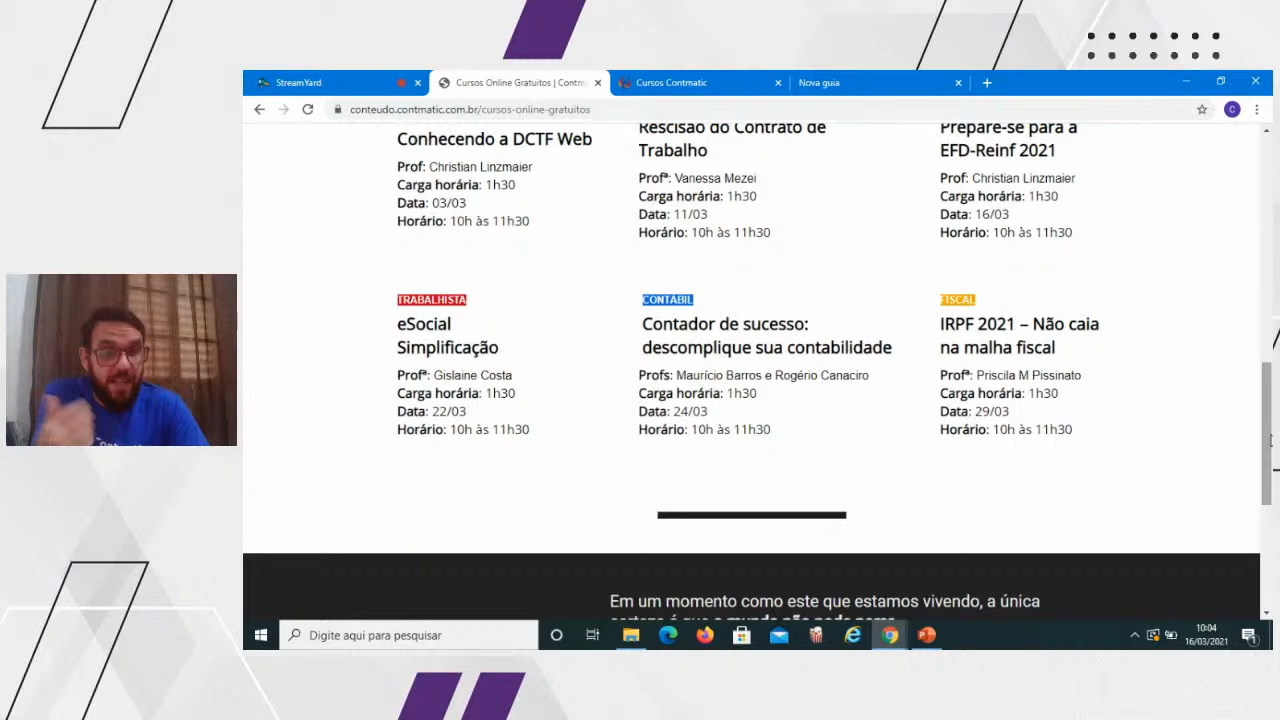 StreamYard
Cursos Online Gratuitos | Contm
Cursos Contmatic
Nova guia
conteudo.contmatic.com.br/cursos-online-gratuitos
C
Conhecendo a DCTF Web
Prof: Christian Linzmaier
Carga horária: 1h30
Data: 03/03
Horário: 10h às 11h30
Rescisão do Contrato de
Trabalho
Profª: Vanessa Mezei
Carga horária: 1h30
Data: 11/03
Horário: 10h às 11h30
Prepare-se para a
EFD-Reinf 2021
Prof: Christian Linzmaier
Carga horária: 1h30
Data: 16/03
Horário: 10h às 11h30
TRABALHISTA
eSocial
Simplificação
Profª: Gislaine Costa
Carga horária: 1h30
Data: 22/03
Horário: 10h às 11h30
CONTÁBIL
Contador de sucesso:
descomplique sua contabilidade
Profs: Maurício Barros e Rogério Canaciro
Carga horária: 1h30
Data: 24/03
Horário: 10h às 11h30
FISCAL
IRPF 2021 – Não caia
na malha fiscal
Profª: Priscila M Pissinato
Carga horária: 1h30
Data: 29/03
Horário: 10h às 11h30
Em um momento como este que estamos vivendo, a única
Digite aqui para pesquisar
10:04
16/03/2021